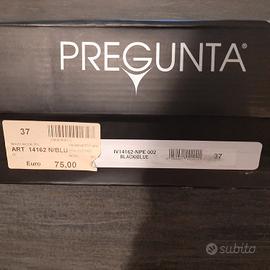 PREGUNTA®
37
ART. 14162 N/BLU
Euro 75,00
IV14162-NPE 002
BLACK/BLUE
37
subito